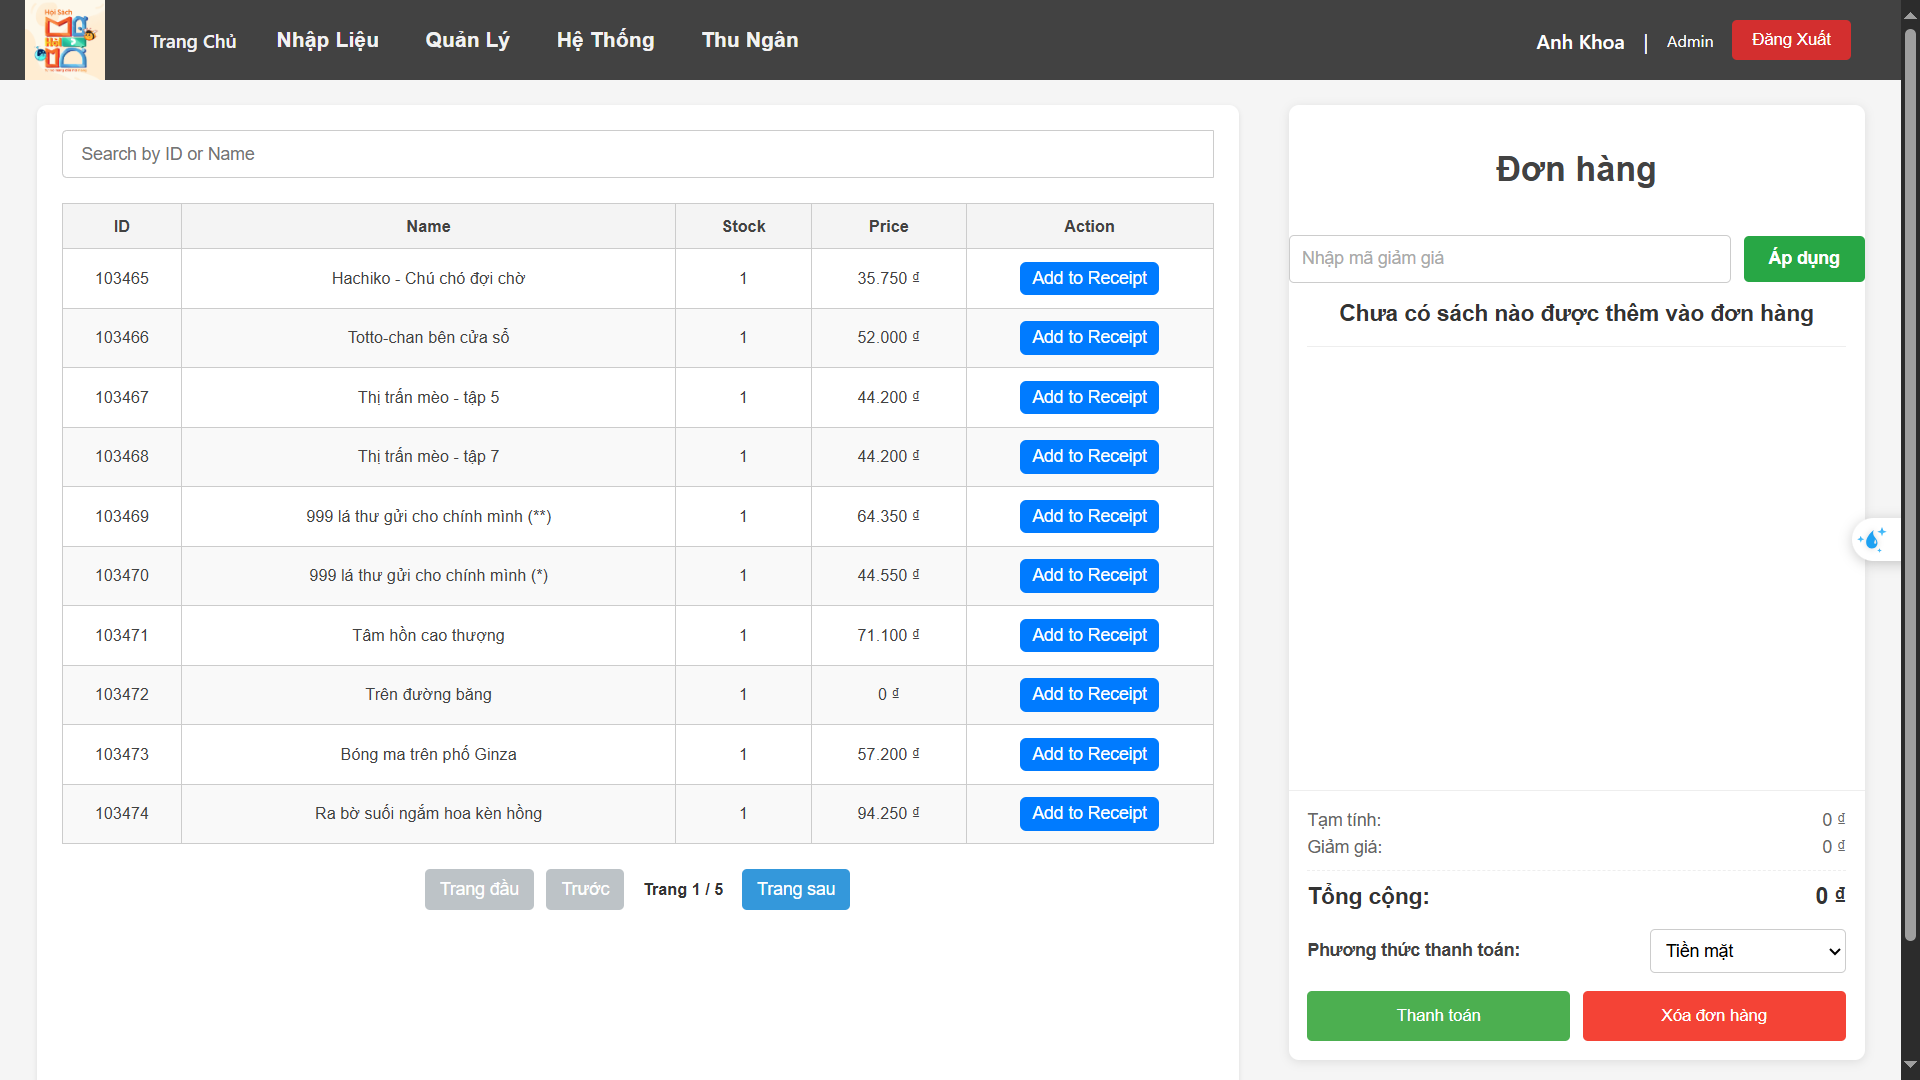 Hội Sách
Trang Chủ
Nhập Liệu
Quản Lý
Hệ Thống
Thu Ngân
Anh Khoa | Admin
Đăng Xuất
Search by ID or Name
ID Name Stock Price Action
103465 Hachiko - Chú chó đợi chờ 1 35.750 ₫ Add to Receipt
103466 Totto-chan bên cửa sổ 1 52.000 ₫ Add to Receipt
103467 Thị trấn mèo - tập 5 1 44.200 ₫ Add to Receipt
103468 Thị trấn mèo - tập 7 1 44.200 ₫ Add to Receipt
103469 999 lá thư gửi cho chính mình (**) 1 64.350 ₫ Add to Receipt
103470 999 lá thư gửi cho chính mình (*) 1 44.550 ₫ Add to Receipt
103471 Tâm hồn cao thượng 1 71.100 ₫ Add to Receipt
103472 Trên đường băng 1 0 ₫ Add to Receipt
103473 Bóng ma trên phố Ginza 1 57.200 ₫ Add to Receipt
103474 Ra bờ suối ngắm hoa kèn hồng 1 94.250 ₫ Add to Receipt
Trang đầu Trước Trang 1 / 5 Trang sau
Đơn hàng
Nhập mã giảm giá
Áp dụng
Chưa có sách nào được thêm vào đơn hàng
Tạm tính: 0 ₫
Giảm giá: 0 ₫
Tổng cộng: 0 ₫
Phương thức thanh toán: Tiền mặt
Thanh toán
Xóa đơn hàng